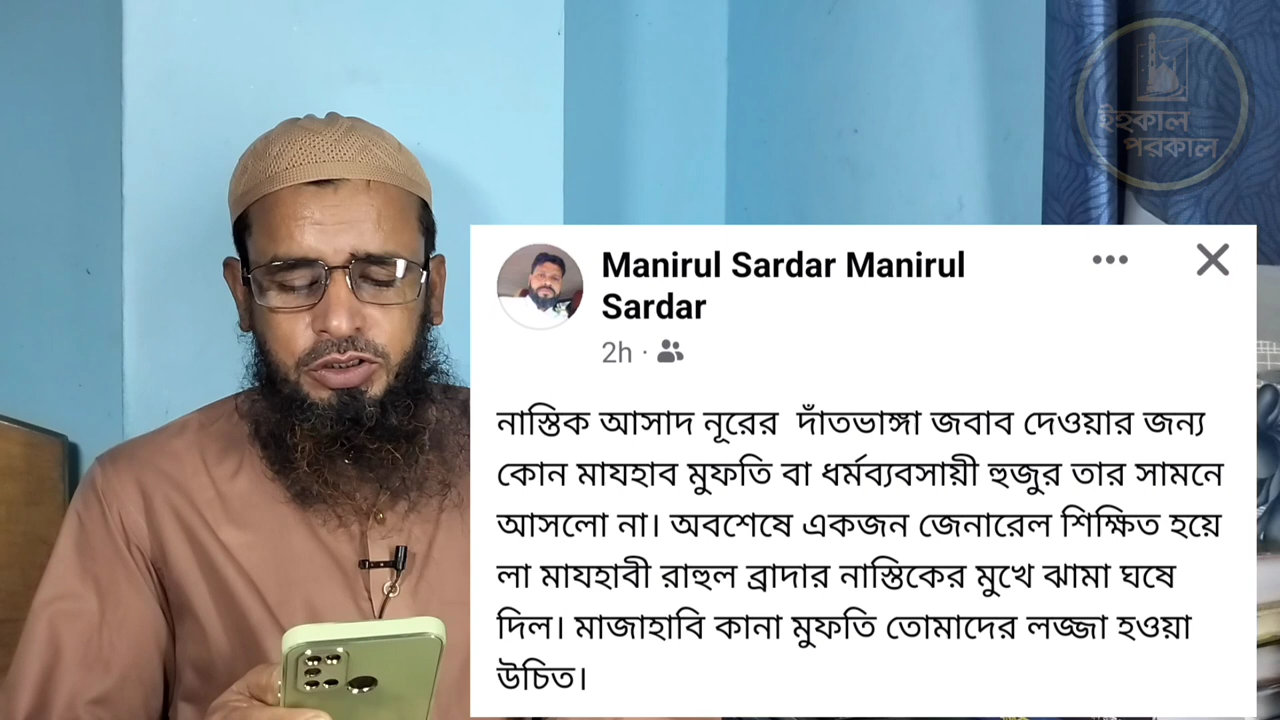 ইহকাল
পরকাল
Manirul Sardar Manirul
Sardar
2h
নাস্তিক আসাদ নূরের দাঁতভাঙ্গা জবাব দেওয়ার জন্য
কোন মাযহাব মুফতি বা ধর্মব্যবসায়ী হুজুর তার সামনে
আসলো না। অবশেষে একজন জেনারেল শিক্ষিত হয়ে
লা মাযহাবী রাহুল ব্রাদার নাস্তিকের মুখে ঝামা ঘষে
দিল। মাজাহাবি কানা মুফতি তোমাদের লজ্জা হওয়া
উচিত।